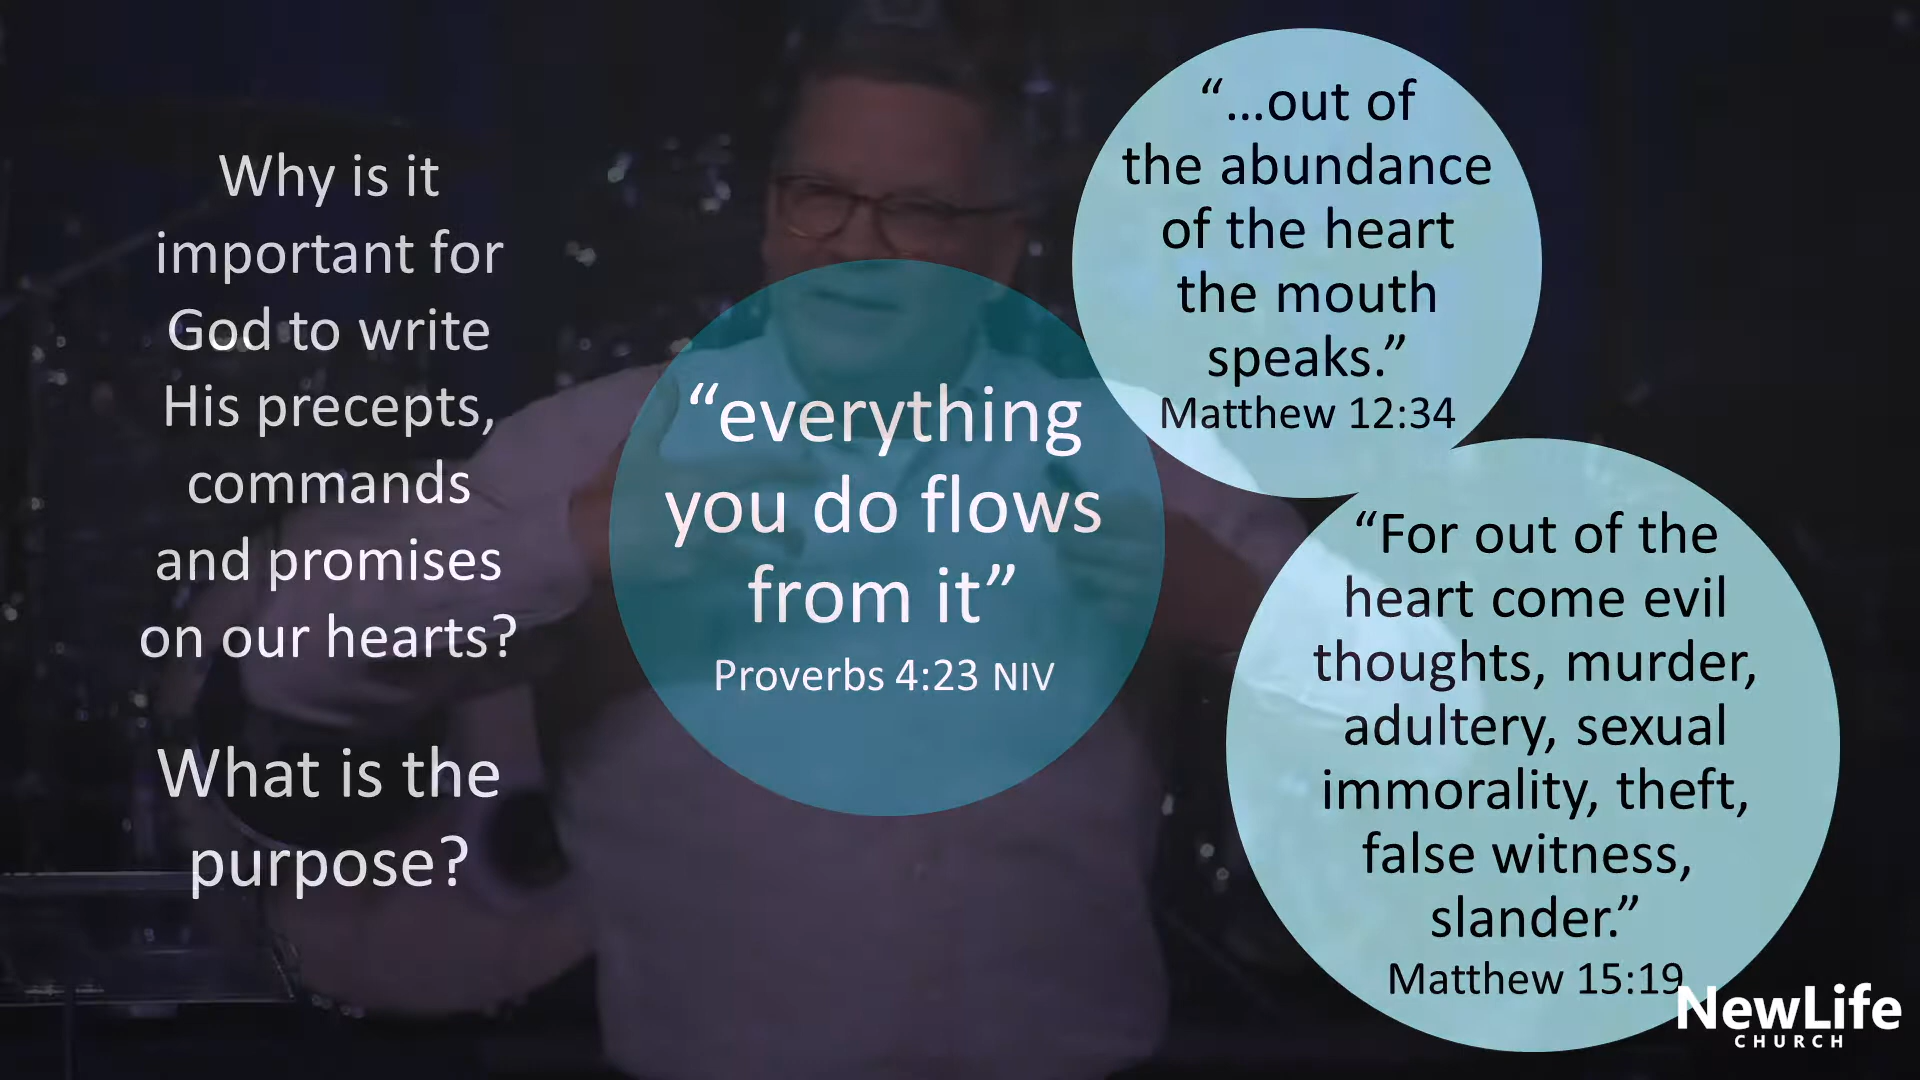 Why is it
important for
God to write
His precepts,
commands
and promises
on our hearts?
What is the
purpose?
“everything
you do flows
from it”
Proverbs 4:23 NIV
“...out of
the abundance
of the heart
the mouth
speaks.”
Matthew 12:34
“For out of the
heart come evil
thoughts, murder,
adultery, sexual
immorality, theft,
false witness,
slander.”
Matthew 15:19
NewLife
CHURCH